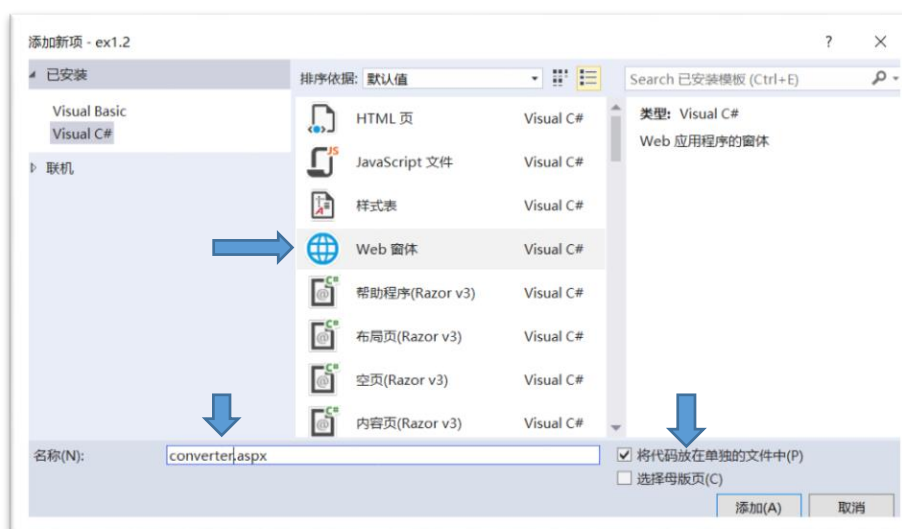 添加新项 - ex1.2
? ×
已安装
Visual Basic
Visual C#
联机
排序依据: 默认值
Search 已安装模板 (Ctrl+E)
HTML 页 Visual C#
JavaScript 文件 Visual C#
样式表 Visual C#
Web 窗体 Visual C#
帮助程序(Razor v3) Visual C#
布局页(Razor v3) Visual C#
空页(Razor v3) Visual C#
内容页(Razor v3) Visual C#
类型: Visual C#
Web 应用程序的窗体
名称(N): converter.aspx
将代码放在单独的文件中(P)
选择母版页(C)
添加(A) 取消